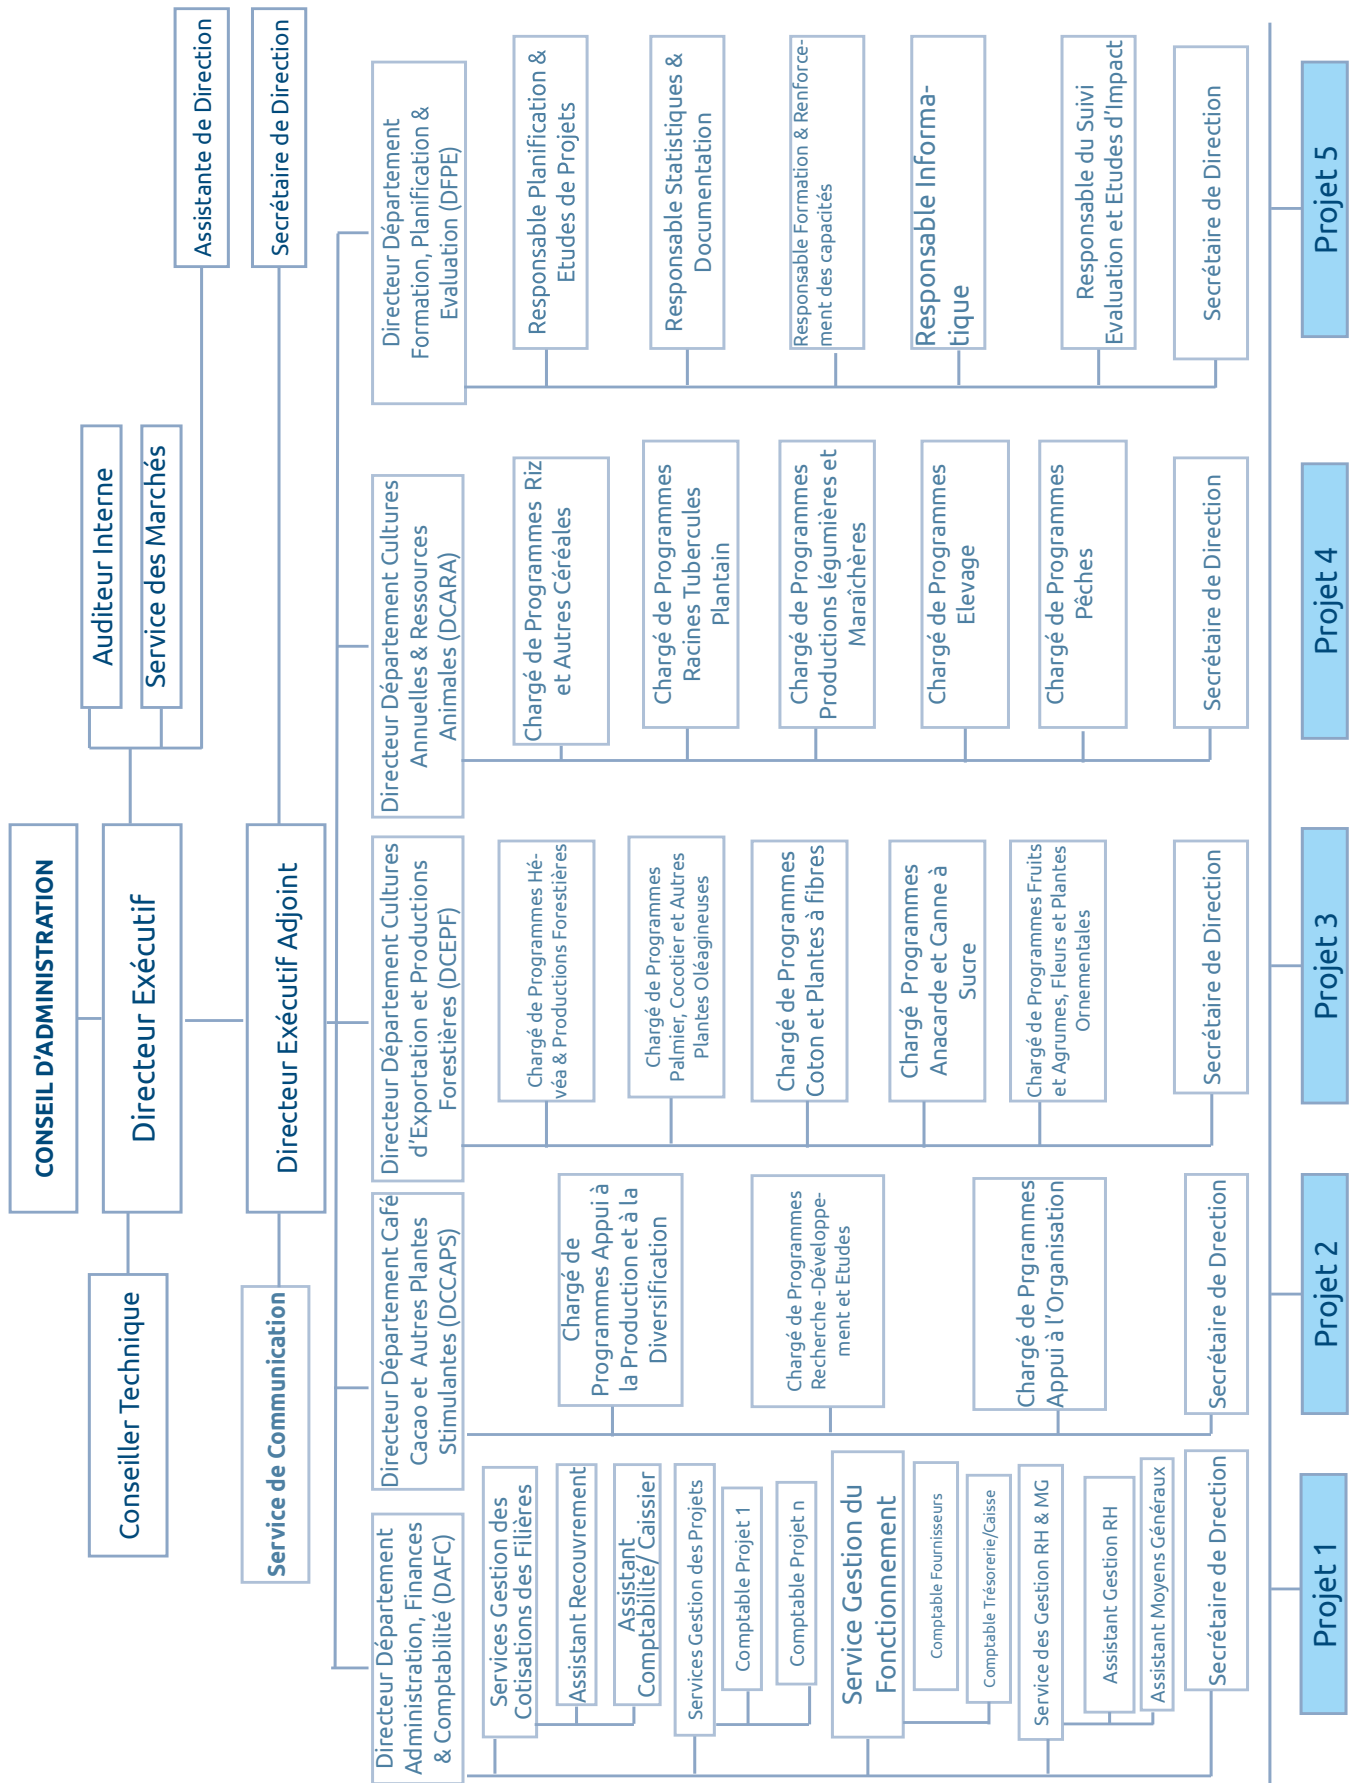 CONSEIL D'ADMINISTRATION
Directeur Exécutif
Conseiller Technique
Auditeur Interne
Service des Marchés
Assistante de Direction
Directeur Exécutif Adjoint
Service de Communication
Secrétaire de Direction
Directeur Département
Administration, Finances
& Comptabilité (DAFC)
Services Gestion des
Cotisations des Filières
Assistant Recouvrement
Assistant
Comptabilité/ Caissier
Services Gestion des Projets
Comptable Projet 1
Comptable Projet n
Service Gestion du
Fonctionnement
Comptable Fournisseurs
Comptable Trésorerie/Caisse
Service des Gestion RH & MG
Assistant Gestion RH
Assistant Moyens Généraux
Secrétaire de Drection
Directeur Département Café
Cacao et Autres Plantes
Stimulantes (DCCAPS)
Chargé de
Programmes Appui à
la Production et à la
Diversification
Chargé de Programmes
Recherche -Développe-
ment et Etudes
Chargé de Prgrammes
Appui à l'Organisation
Secrétaire de Drection
Directeur Département Cultures
d'Exportation et Productions
Forestières (DCEPF)
Chargé de Programmes Hé-
véa & Productions Forestières
Chargé de Programmes
Palmier, Cocotier et Autres
Plantes Oléagineuses
Chargé de Programmes
Coton et Plantes à fibres
Chargé Programmes
Anacarde et Canne à
Sucre
Chargé de Programmes Fruits
et Agrumes, Fleurs et Plantes
Ornementales
Secrétaire de Direction
Directeur Département Cultures
Annuelles & Ressources
Animales (DCARA)
Chargé de Programmes Riz
et Autres Céréales
Chargé de Programmes
Racines Tubercules
Plantain
Chargé de Programmes
Productions légumières et
Maraîchères
Chargé de Programmes
Elevage
Chargé de Programmes
Pêches
Secrétaire de Direction
Directeur Département
Formation, Planification &
Evaluation (DFPE)
Responsable Planification &
Etudes de Projets
Responsable Statistiques &
Documentation
Responsable Formation & Renforce-
ment des capacités
Responsable Informa-
tique
Responsable du Suivi
Evaluation et Etudes d'Impact
Secrétaire de Direction
Projet 1
Projet 2
Projet 3
Projet 4
Projet 5